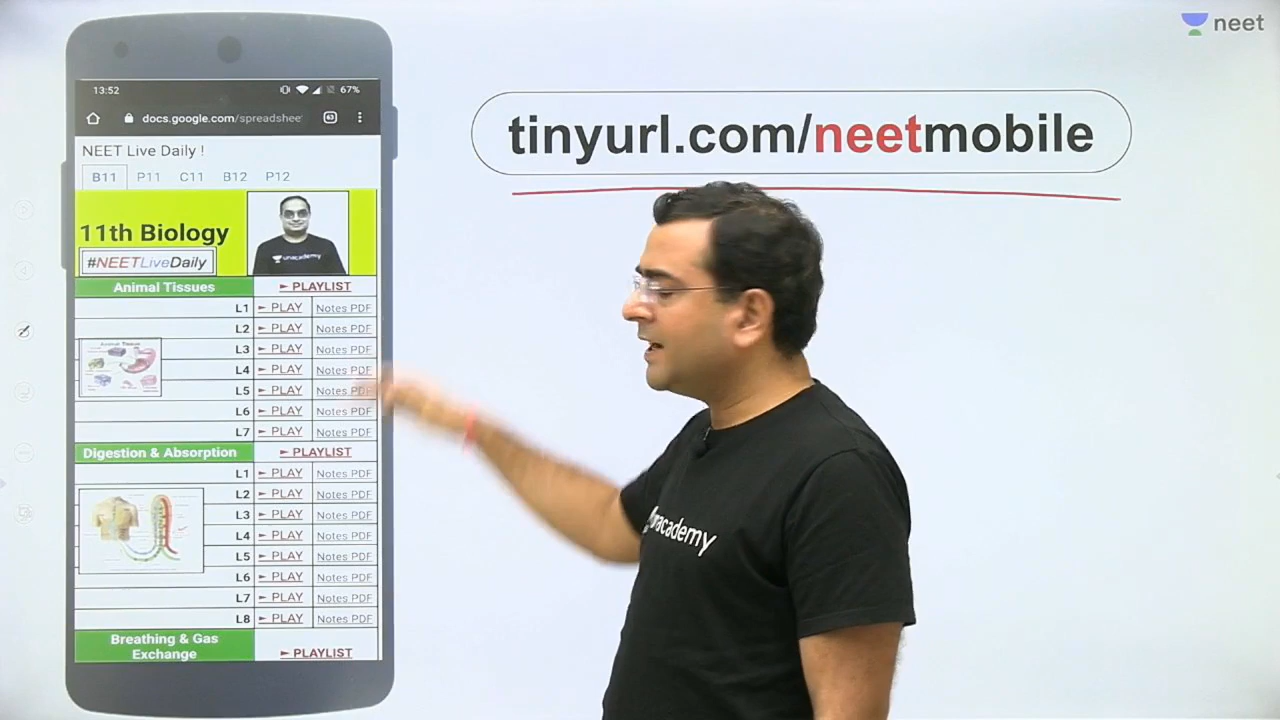 neet
13:52
67%
docs.google.com/spreadshee
63
NEET Live Daily !
B11 P11 C11 B12 P12
11th Biology
#NEETLiveDaily
unacademy
Animal Tissues ► PLAYLIST
L1 ► PLAY Notes PDF
L2 ► PLAY Notes PDF
L3 ► PLAY Notes PDF
L4 ► PLAY Notes PDF
L5 ► PLAY Notes PDF
L6 ► PLAY Notes PDF
L7 ► PLAY Notes PDF
Digestion & Absorption ► PLAYLIST
L1 ► PLAY Notes PDF
L2 ► PLAY Notes PDF
L3 ► PLAY Notes PDF
L4 ► PLAY Notes PDF
L5 ► PLAY Notes PDF
L6 ► PLAY Notes PDF
L7 ► PLAY Notes PDF
L8 ► PLAY Notes PDF
Breathing & Gas
Exchange ► PLAYLIST
tinyurl.com/neetmobile
unacademy